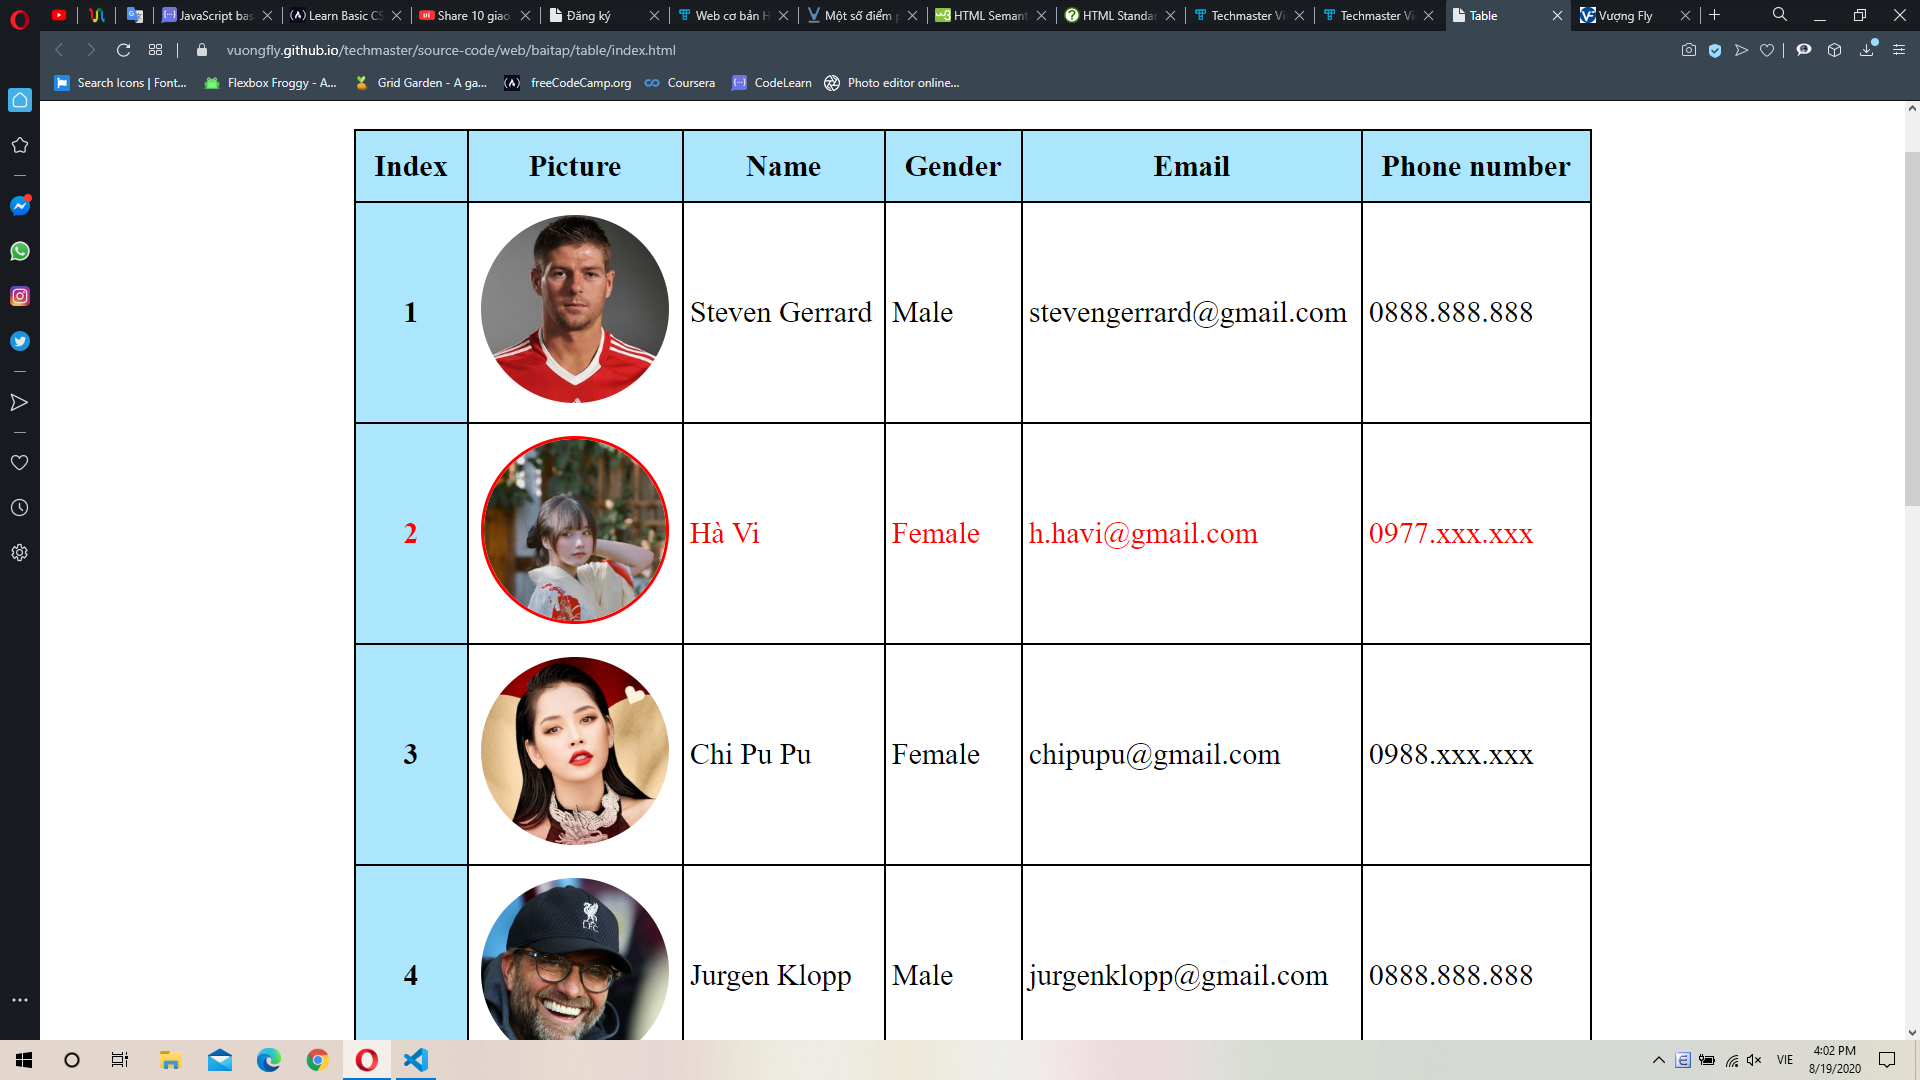 JavaScript bas
Learn Basic CS
Share 10 giao
Đăng ký
Web cơ bản H
Một số điểm p
HTML Semant
HTML Standar
Techmaster Vi
Techmaster Vi
Table
Vượng Fly
vuongfly.github.io/techmaster/source-code/web/baitap/table/index.html
Search Icons | Font...
Flexbox Froggy - A...
Grid Garden - A ga...
freeCodeCamp.org
Coursera
CodeLearn
Photo editor online...
Index Picture Name Gender Email Phone number
1 Steven Gerrard Male stevengerrard@gmail.com 0888.888.888
2 Hà Vi Female h.havi@gmail.com 0977.xxx.xxx
3 Chi Pu Pu Female chipupu@gmail.com 0988.xxx.xxx
4 Jurgen Klopp Male jurgenklopp@gmail.com 0888.888.888
L.F.C.
VIE
4:02 PM
8/19/2020